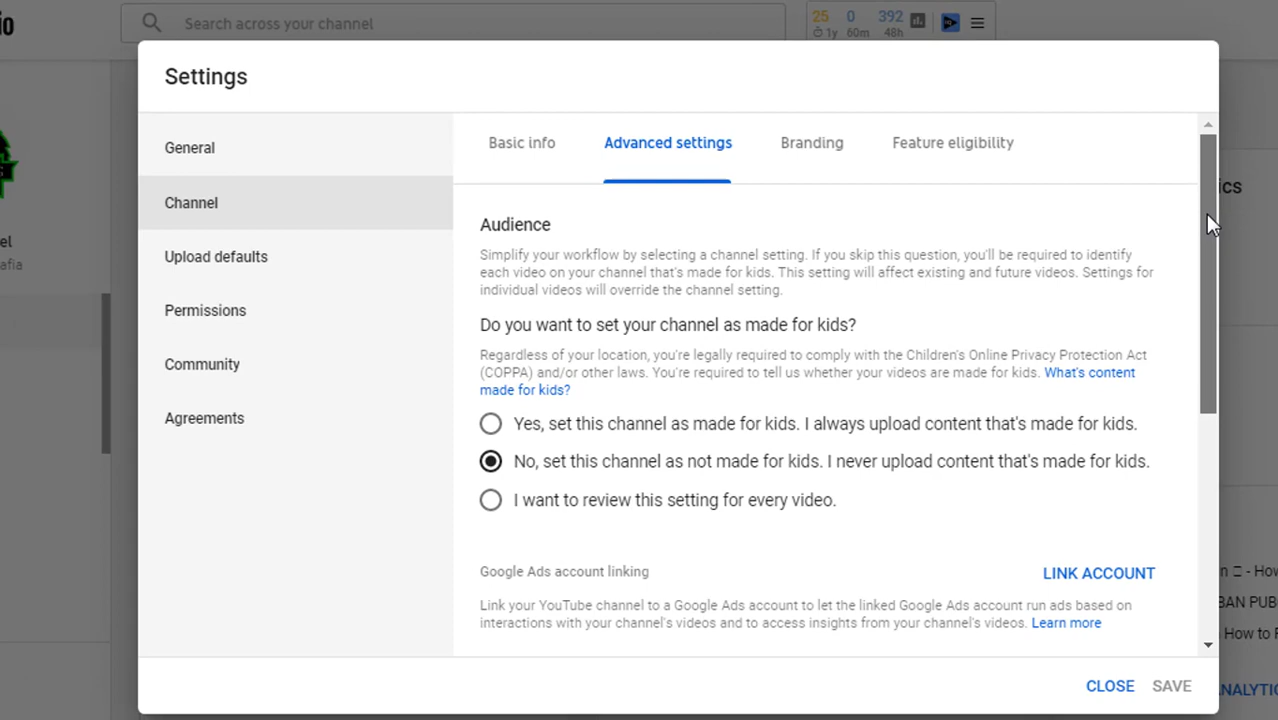 io
Search across your channel
25 0 392
1y 60m 48h
Settings
General
Channel
Upload defaults
Permissions
Community
Agreements
Basic info
Advanced settings
Branding
Feature eligibility
Audience
Simplify your workflow by selecting a channel setting. If you skip this question, you'll be required to identify
each video on your channel that's made for kids. This setting will affect existing and future videos. Settings for
individual videos will override the channel setting.
Do you want to set your channel as made for kids?
Regardless of your location, you're legally required to comply with the Children's Online Privacy Protection Act
(COPPA) and/or other laws. You're required to tell us whether your videos are made for kids. What's content
made for kids?
Yes, set this channel as made for kids. I always upload content that's made for kids.
No, set this channel as not made for kids. I never upload content that's made for kids.
I want to review this setting for every video.
Google Ads account linking
LINK ACCOUNT
Link your YouTube channel to a Google Ads account to let the linked Google Ads account run ads based on
interactions with your channel's videos and to access insights from your channel's videos. Learn more
CLOSE SAVE
el
afia
ics
n - How
BAN PUB
How to F
ANALYTIC